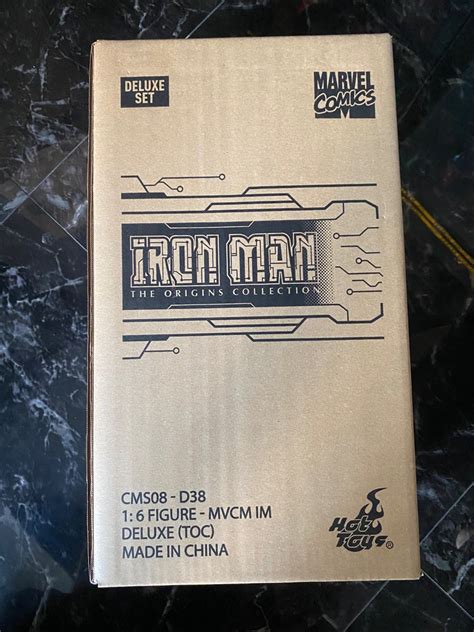 DELUXE
SET
MARVEL
COMICS
IRON MAN
THE ORIGINS COLLECTION
CMS08 - D38
1: 6 FIGURE - MVCM IM
DELUXE (TOC)
MADE IN CHINA
Hot
Toys®